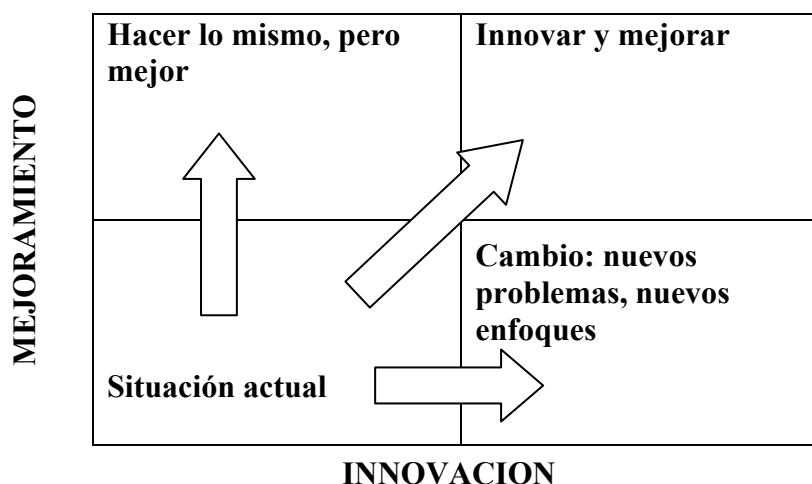 Hacer lo mismo, pero
mejor
Innovar y mejorar
MEJORAMIENTO
Cambio: nuevos
problemas, nuevos
enfoques
Situación actual
INNOVACION